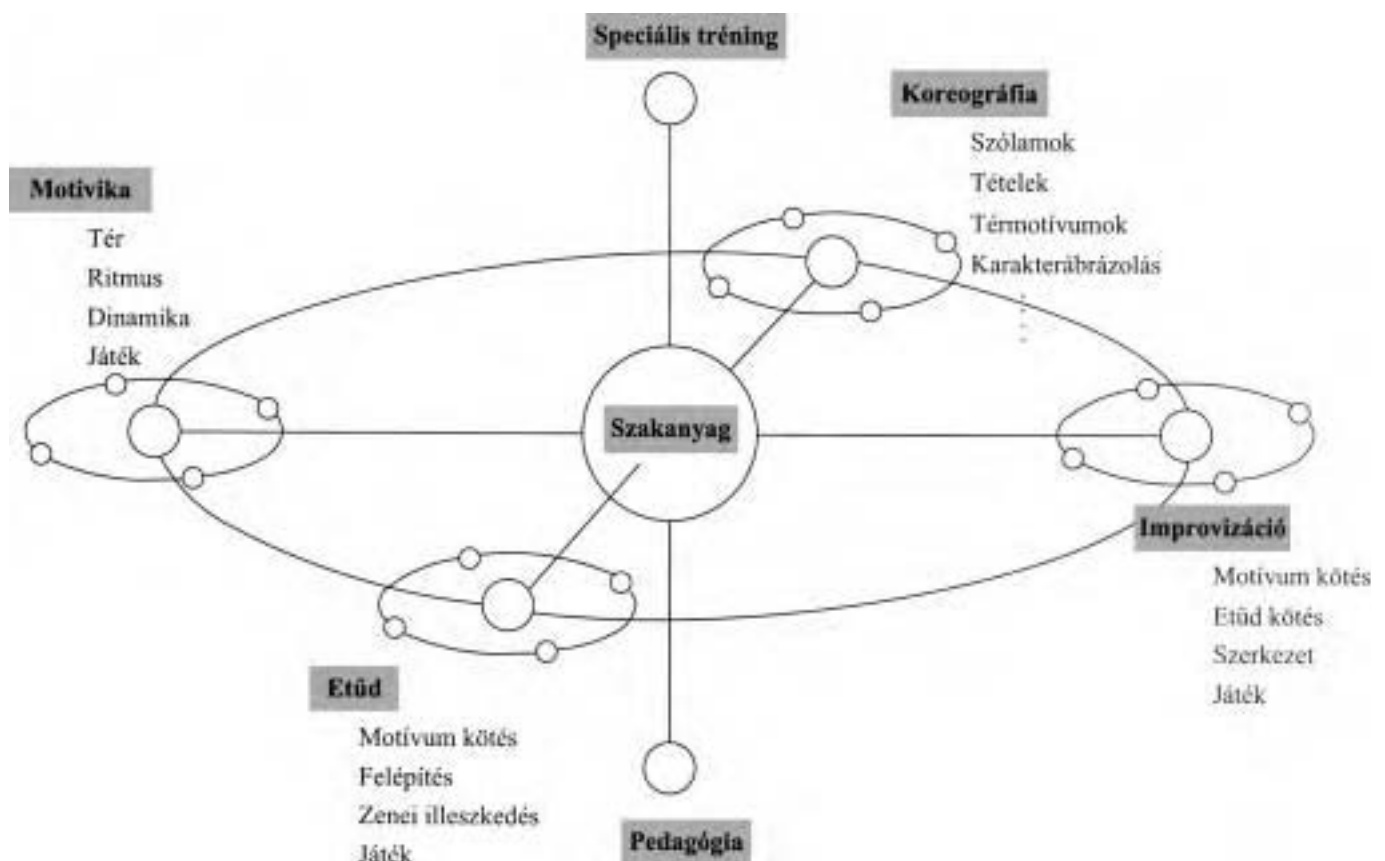 Speciális tréning
Koreográfia
Szólamok
Tételek
Térmotívumok
Karakterábrázolás
Motivika
Tér
Ritmus
Dinamika
Játék
Szakanyag
Improvizáció
Motívum kötés
Etűd kötés
Szerkezet
Játék
Etűd
Motívum kötés
Felépítés
Zenei illeszkedés
Játék
Pedagógia